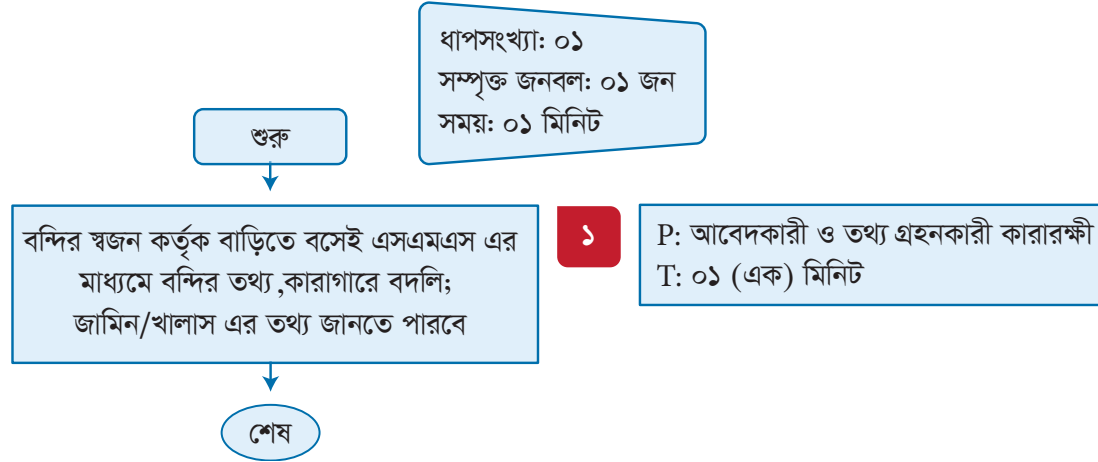 ধাপসংখ্যা: ০১
সম্পৃক্ত জনবল: ০১ জন
সময়: ০১ মিনিট
শুরু
বন্দির স্বজন কর্তৃক বাড়িতে বসেই এসএমএস এর
মাধ্যমে বন্দির তথ্য ,কারাগারে বদলি;
জামিন/খালাস এর তথ্য জানতে পারবে
১
P: আবেদকারী ও তথ্য গ্রহনকারী কারারক্ষী
T: ০১ (এক) মিনিট
শেষ